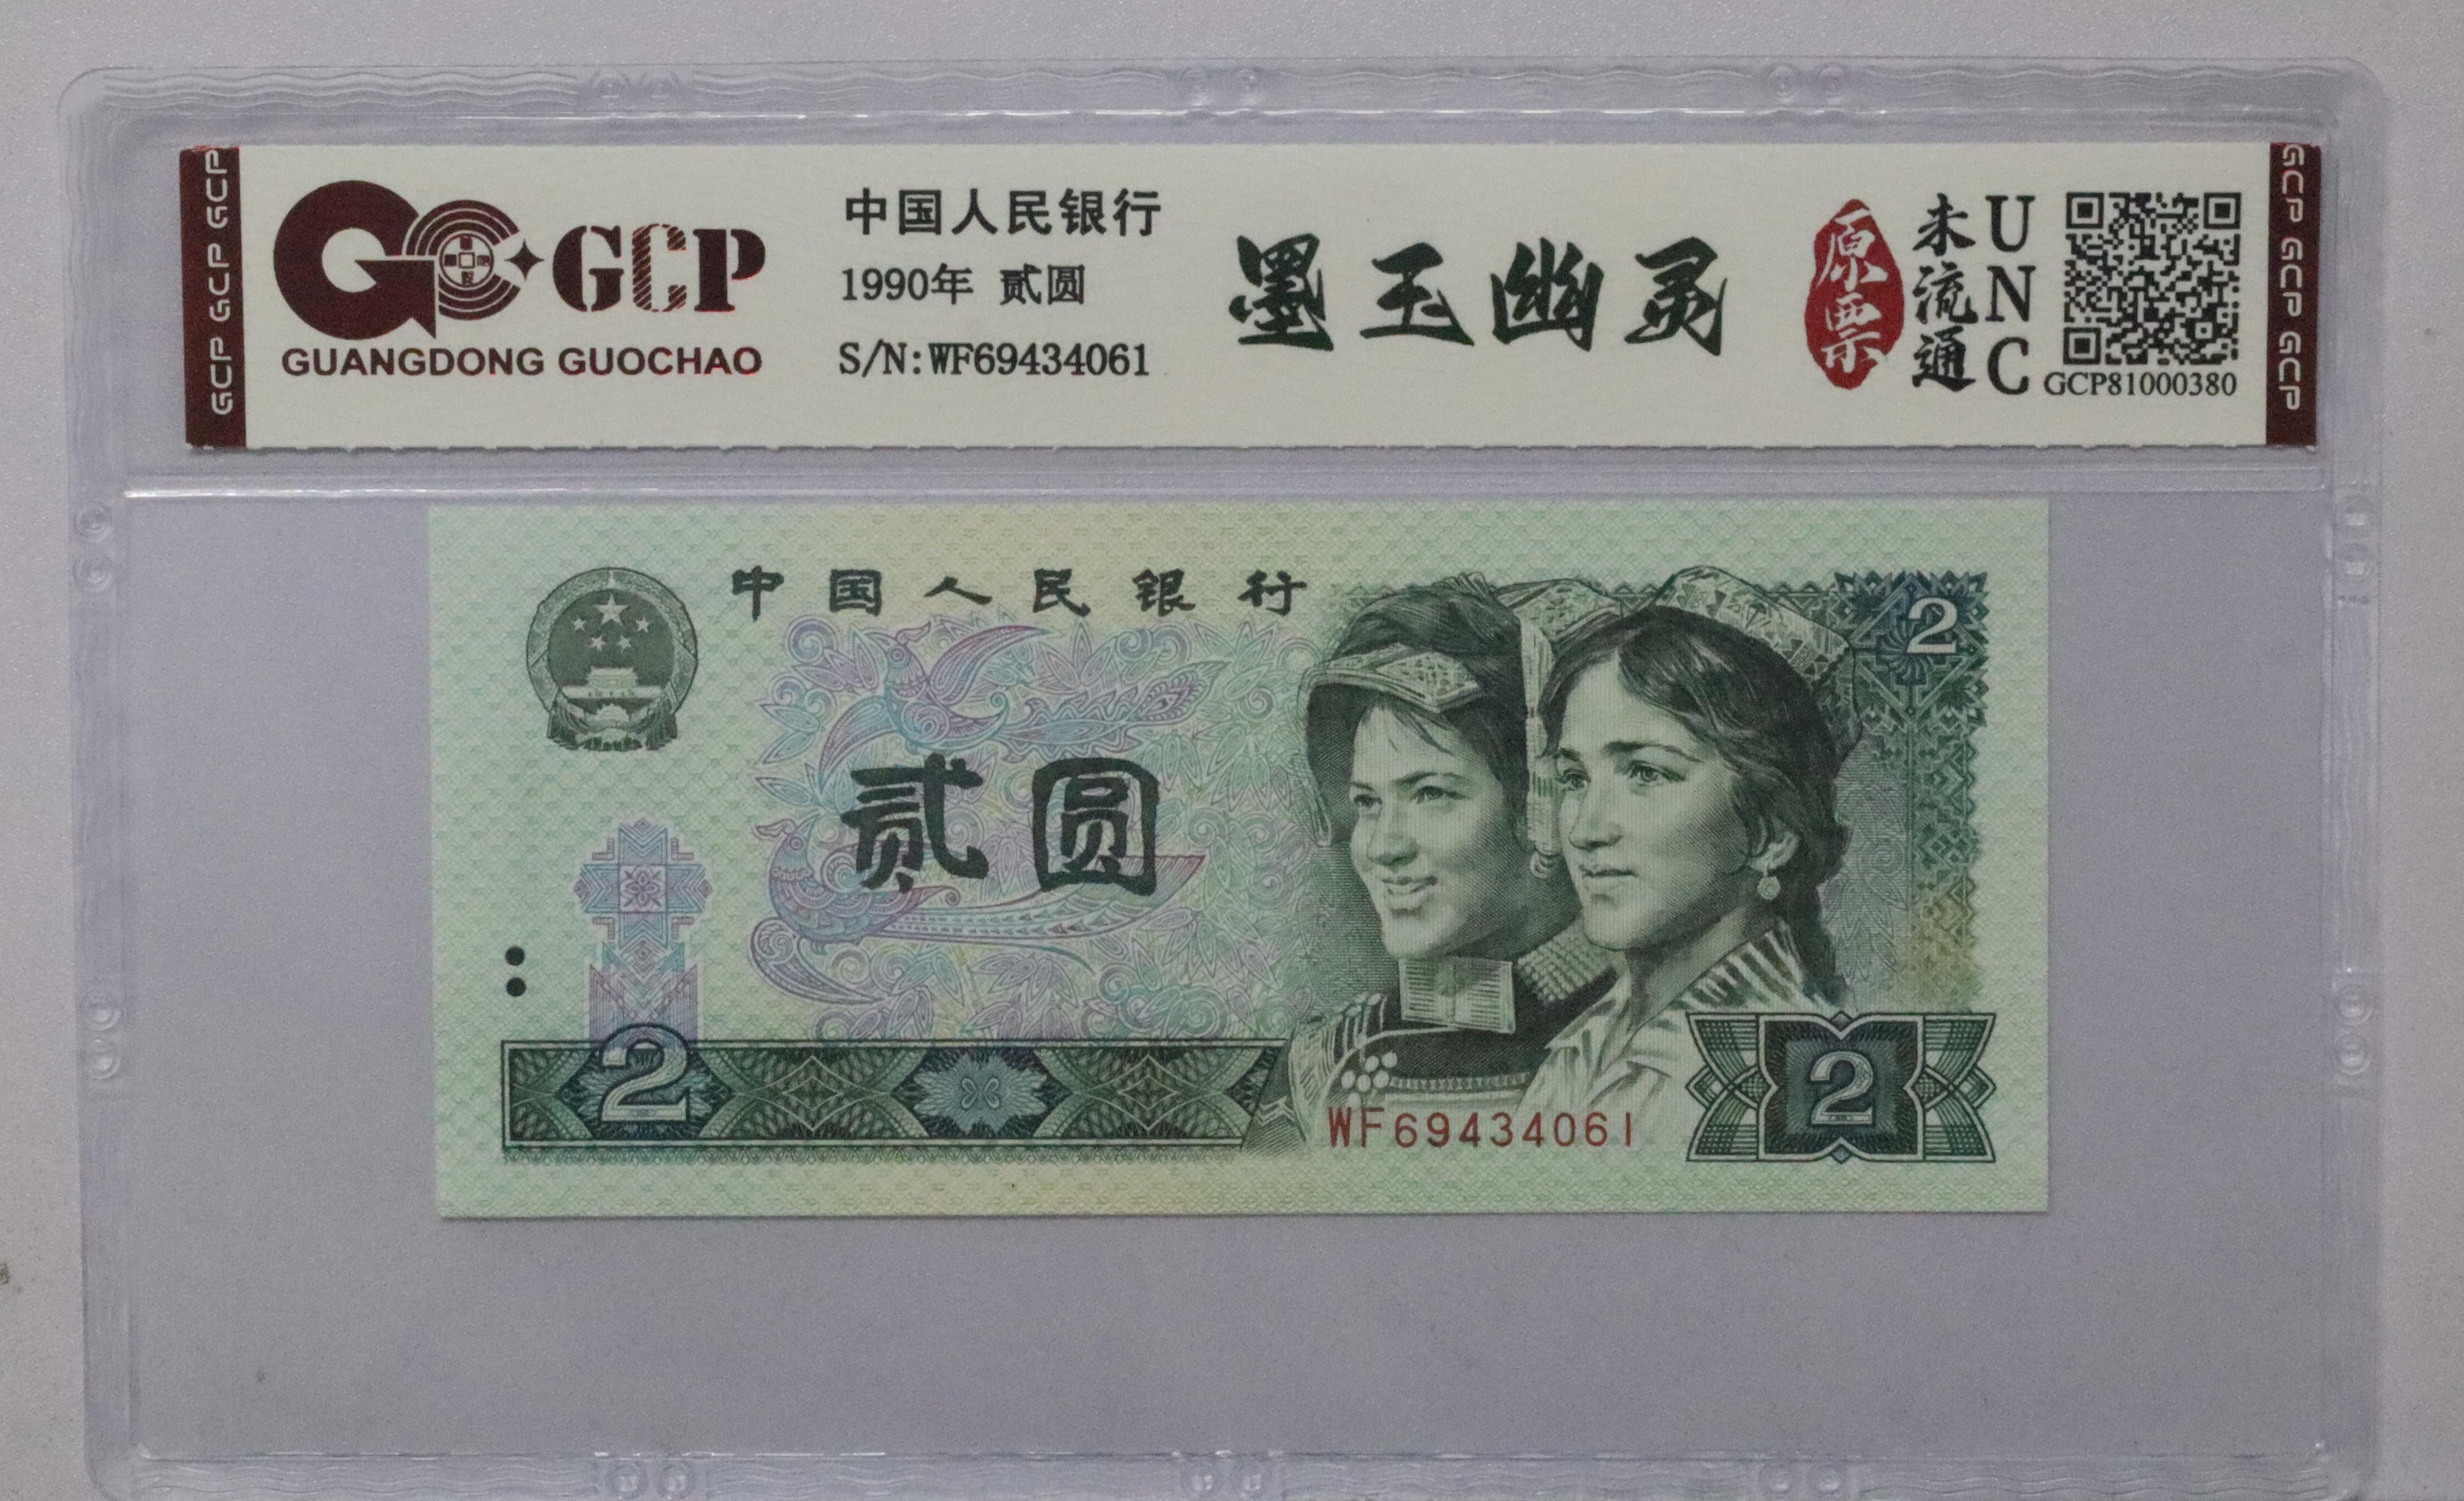 GCP GCP GCP
GCP
GUANGDONG GUOCHAO
中国人民银行
1990年 贰圆
S/N:WF69434061
墨玉幽灵
原票
未流通
UNC
GCP81000380
GCP GCP GCP
中国人民银行
2
贰圆
2
WF69434061
2